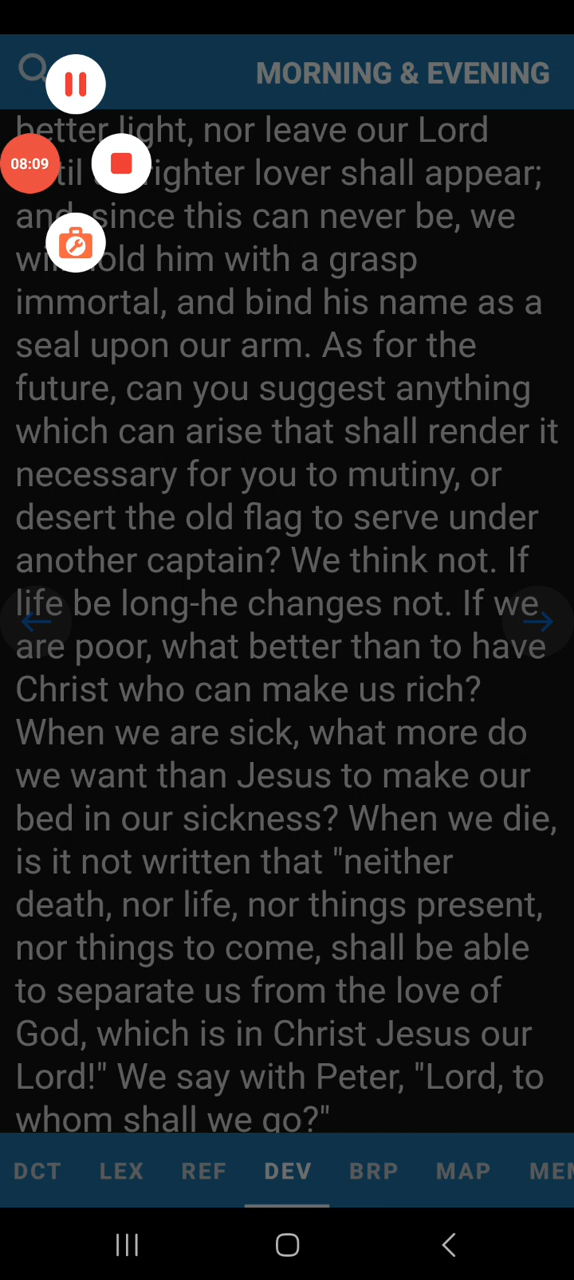 MORNING & EVENING
better light, nor leave our Lord
08:09
righter lover shall appear;
since this can never be, we
him with a grasp
immortal, and bind his name as a
seal upon our arm. As for the
future, can you suggest anything
which can arise that shall render it
necessary for you to mutiny, or
desert the old flag to serve under
another captain? We think not. If
life be long-he changes not. If we
are poor, what better than to have
Christ who can make us rich?
When we are sick, what more do
we want than Jesus to make our
bed in our sickness? When we die,
is it not written that "neither
death, nor life, nor things present,
nor things to come, shall be able
to separate us from the love of
God, which is in Christ Jesus our
Lord!" We say with Peter, "Lord, to
whom shall we go?"
DCT LEX REF DEV BRP MAP MEM